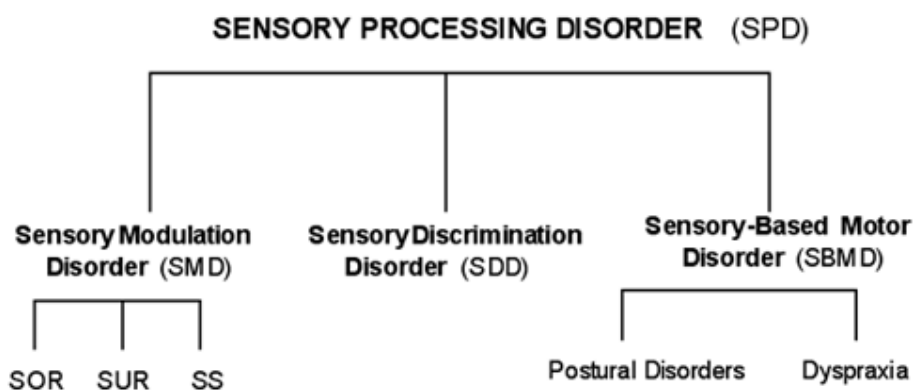 SENSORY PROCESSING DISORDER (SPD)
Sensory Modulation
Disorder (SMD)
Sensory Discrimination
Disorder (SDD)
Sensory-Based Motor
Disorder (SBMD)
SOR SUR SS
Postural Disorders Dyspraxia